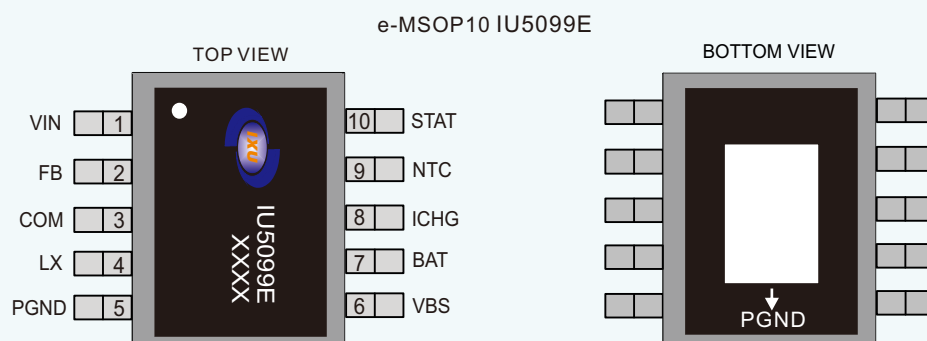 e-MSOP10 IU5099E
TOP VIEW
BOTTOM VIEW
VIN 1
FB 2
COM 3
LX 4
PGND 5
10 STAT
9 NTC
8 ICHG
7 BAT
6 VBS
IXU
IU5099E
XXXX
PGND